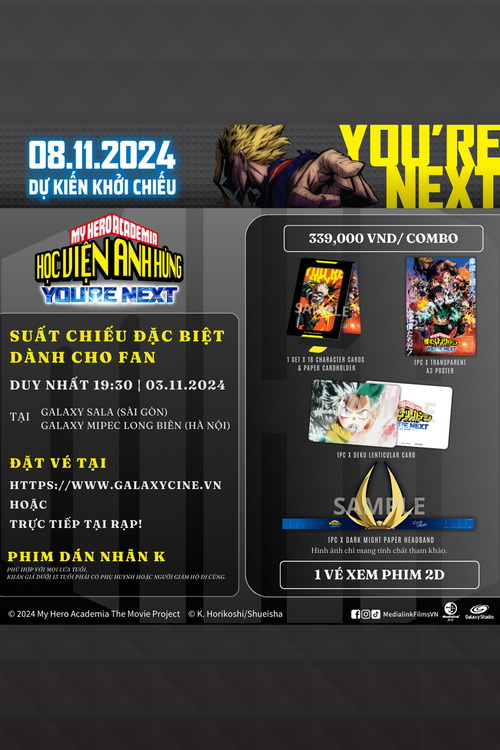 08.11.2024
DỰ KIẾN KHỞI CHIẾU
YOU'RE
NEXT
MY HERO ACADEMIA
HỌC VIỆN ANH HÙNG
YOU'RE NEXT
SUẤT CHIẾU ĐẶC BIỆT
DÀNH CHO FAN
DUY NHẤT 19:30 | 03.11.2024
TẠI
GALAXY SALA (SÀI GÒN)
GALAXY MIPEC LONG BIÊN (HÀ NỘI)
ĐẶT VÉ TẠI
HTTPS://WWW.GALAXYCINE.VN
HOẶC
TRỰC TIẾP TẠI RẠP!
PHIM DÁN NHÃN K
PHÙ HỢP VỚI MỌI LỨA TUỔI,
KHÁN GIẢ DƯỚI 13 TUỔI PHẢI CÓ PHỤ HUYNH HOẶC NGƯỜI GIÁM HỘ ĐI CÙNG.
339,000 VND/ COMBO
SAMPLE
1 SET X 18 CHARACTER CARDS
& PAPER CARDHOLDER
1PC X TRANSPARENT
A3 POSTER
1PC X DEKU LENTICULAR CARD
SAMPLE
1PC X DARK MIGHT PAPER HEADBAND
Hình ảnh chỉ mang tính chất tham khảo.
1 VÉ XEM PHIM 2D
© 2024 My Hero Academia The Movie Project © K. Horikoshi/Shueisha
MedialinkFilmsVN
Galaxy Studio